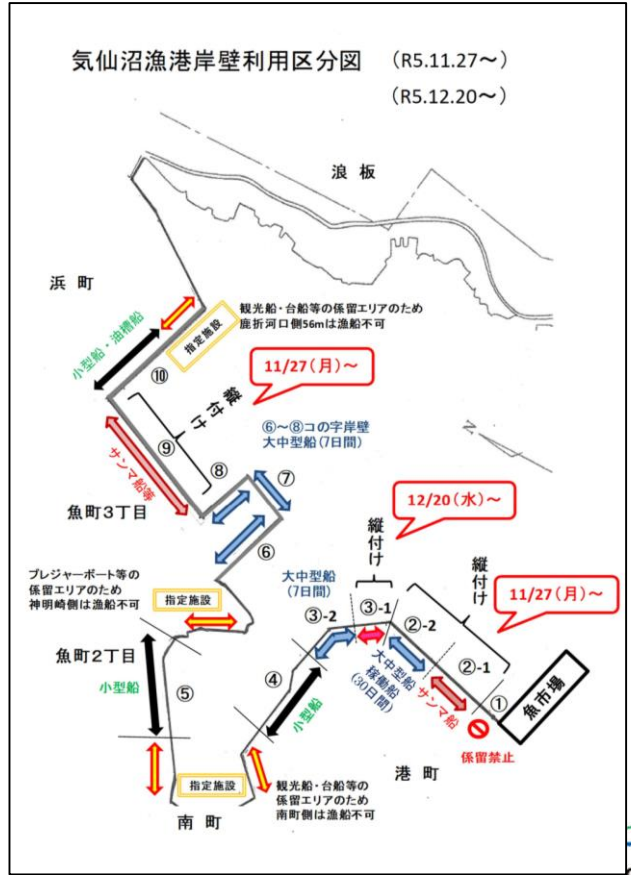 気仙沼漁港岸壁利用区分図 (R5.11.27~)
(R5.12.20~)
浪 板
浜 町
観光船・台船等の係留エリアのため
鹿折河口側56mは漁船不可
指定施設
小型船・油槽船
⑩
11/27(月)~
縦付け
⑨
サンマ船等
⑧
⑥~⑧コの字岸壁
大中型船(7日間)
⑦
魚町3丁目
⑥
N
12/20(水)~
縦付け
プレジャーボート等の
係留エリアのため
神明崎側は漁船不可
指定施設
大中型船
(7日間)
③-2
③-1
縦付け
11/27(月)~
②-2
②-1
①
魚市場
魚町2丁目
小型船
⑤
④
小型船
大中型船
稼働船
(30日間)
サンマ船
係留禁止
港 町
指定施設
観光船・台船等の
係留エリアのため
南町側は漁船不可
南 町